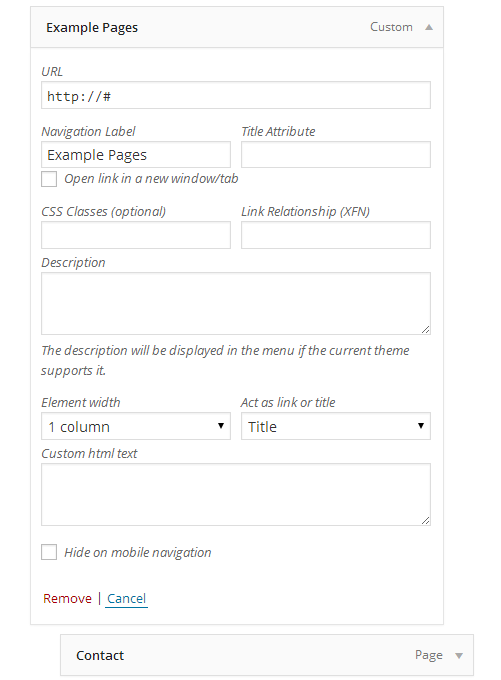 Example Pages Custom
URL
http://#
Navigation Label Title Attribute
Example Pages
Open link in a new window/tab
CSS Classes (optional) Link Relationship (XFN)
Description
The description will be displayed in the menu if the current theme
supports it.
Element width Act as link or title
1 column Title
Custom html text
Hide on mobile navigation
Remove | Cancel
Contact Page